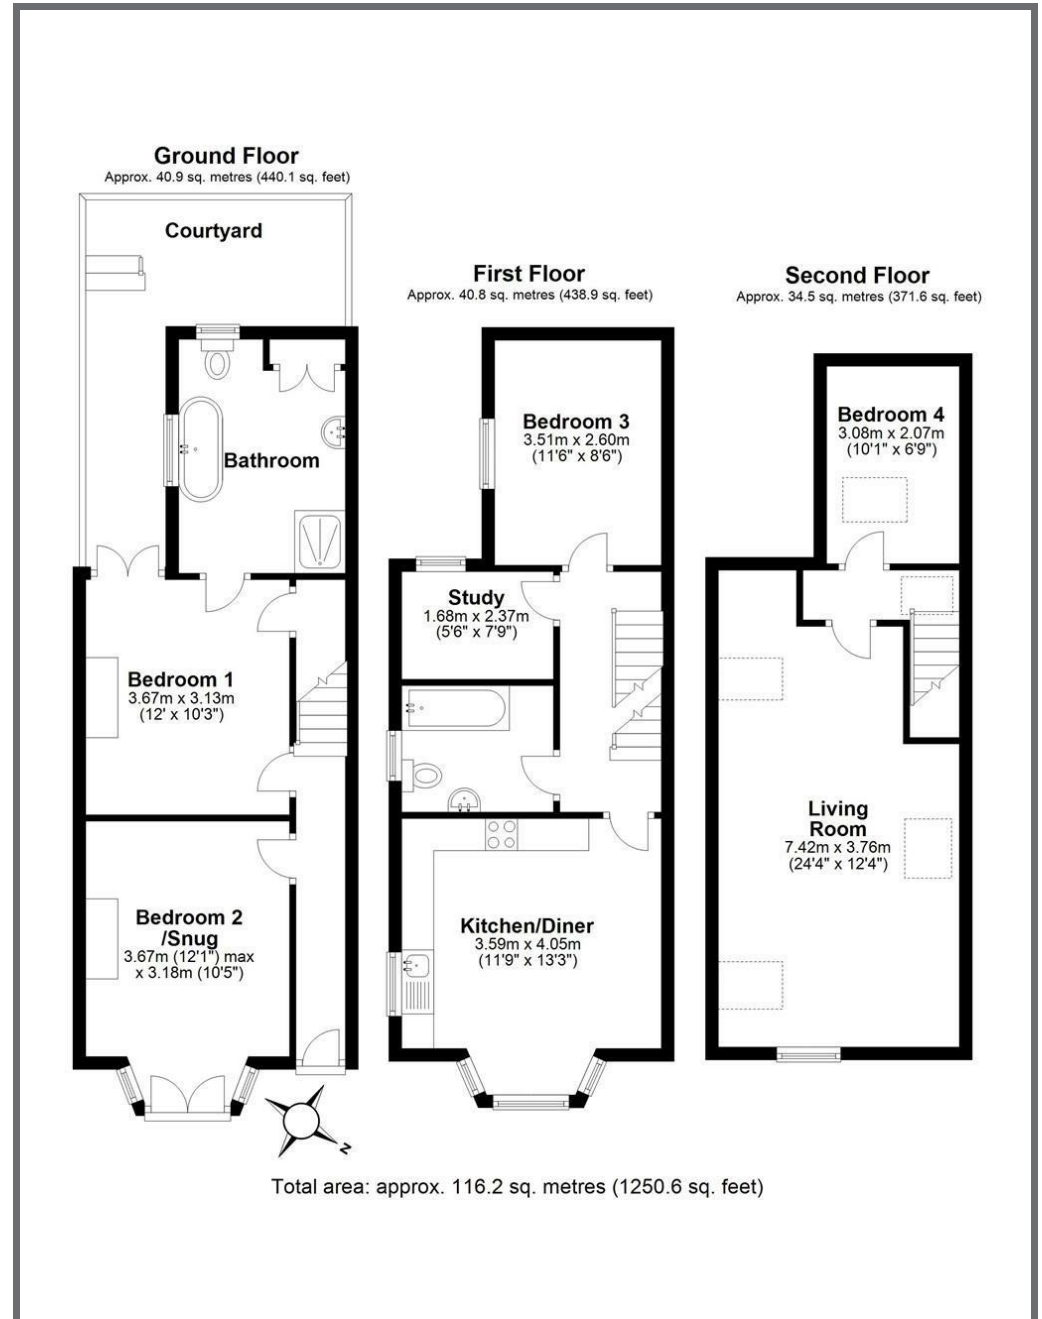 Ground Floor
Approx. 40.9 sq. metres (440.1 sq. feet)
Courtyard
Bathroom
Bedroom 1
3.67m x 3.13m
(12' x 10'3")
Bedroom 2
/Snug
3.67m (12'1") max
x 3.18m (10'5")
First Floor
Approx. 40.8 sq. metres (438.9 sq. feet)
Bedroom 3
3.51m x 2.60m
(11'6" x 8'6")
Study
1.68m x 2.37m
(5'6" x 7'9")
Kitchen/Diner
3.59m x 4.05m
(11'9" x 13'3")
Second Floor
Approx. 34.5 sq. metres (371.6 sq. feet)
Bedroom 4
3.08m x 2.07m
(10'1" x 6'9")
Living
Room
7.42m x 3.76m
(24'4" x 12'4")
N
Total area: approx. 116.2 sq. metres (1250.6 sq. feet)